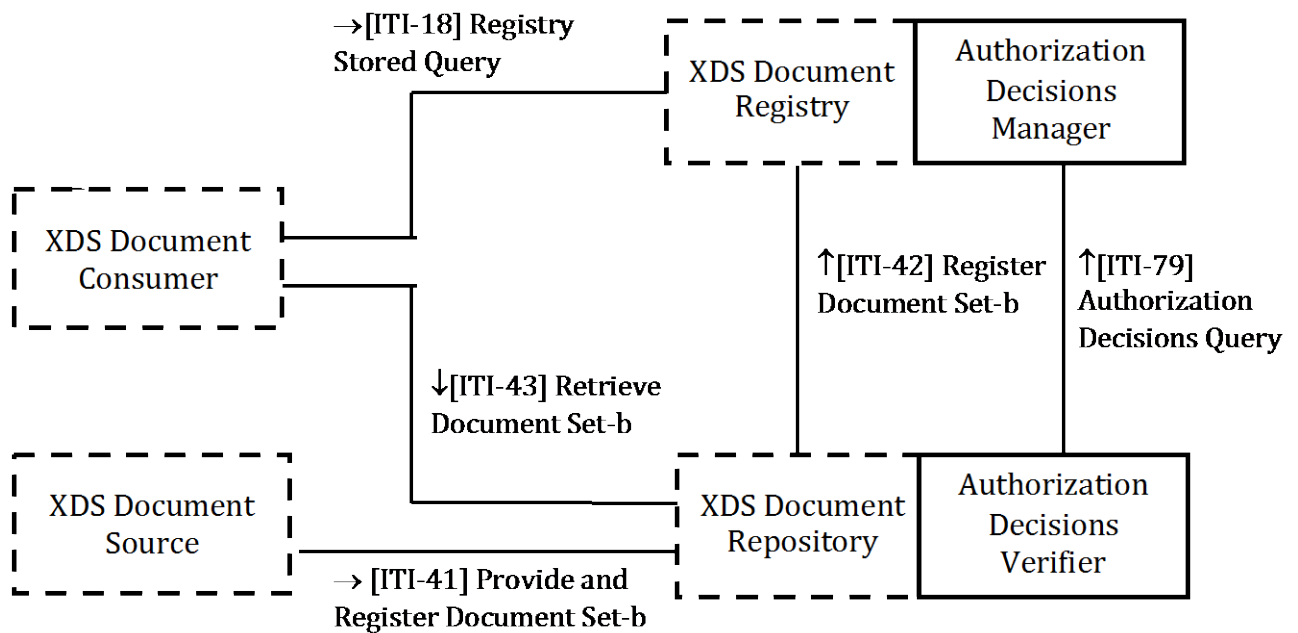 →[ITI-18] Registry
Stored Query
XDS Document
Registry
Authorization
Decisions
Manager
XDS Document
Consumer
↑[ITI-42] Register
Document Set-b
↑[ITI-79]
Authorization
Decisions Query
↓[ITI-43] Retrieve
Document Set-b
XDS Document
Source
XDS Document
Repository
Authorization
Decisions
Verifier
→ [ITI-41] Provide and
Register Document Set-b